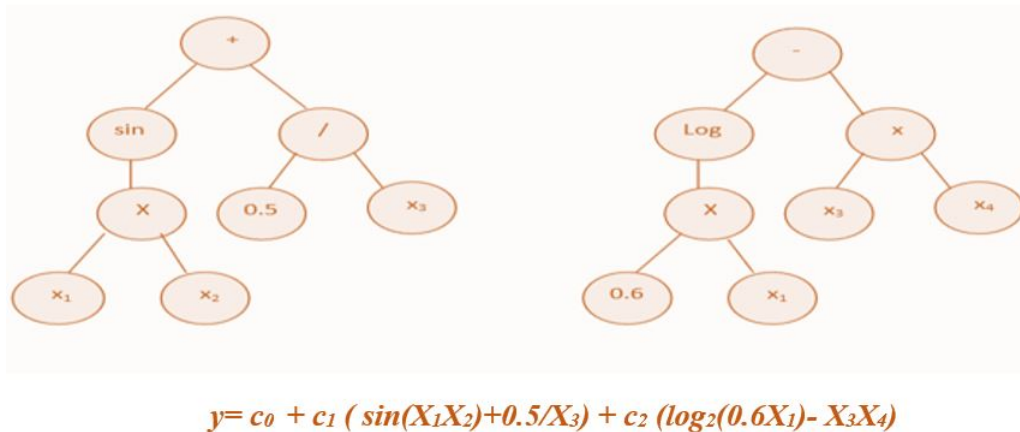 + -
sin / Log ×
X 0.5 x₃ X x₃ x₄
x₁ x₂ 0.6 x₁
y= c₀ + c₁ ( sin(X₁X₂)+0.5/X₃) + c₂ (log₂(0.6X₁)- X₃X₄)